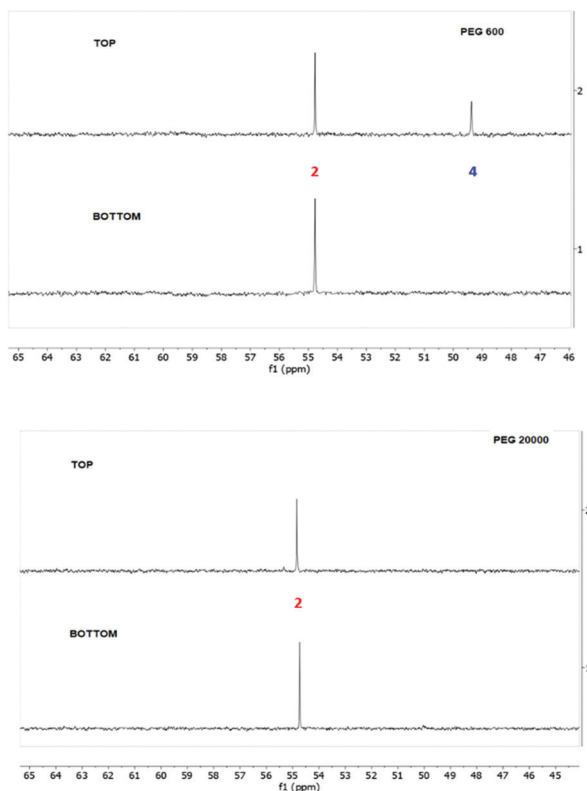 PEG 600
TOP
2
2 4
BOTTOM
1
65 64 63 62 61 60 59 58 57 56 55 54 53 52 51 50 49 48 47 46
f1 (ppm)
PEG 20000
TOP
2
BOTTOM
65 64 63 62 61 60 59 58 57 56 55 54 53 52 51 50 49 48 47 46 45
f1 (ppm)